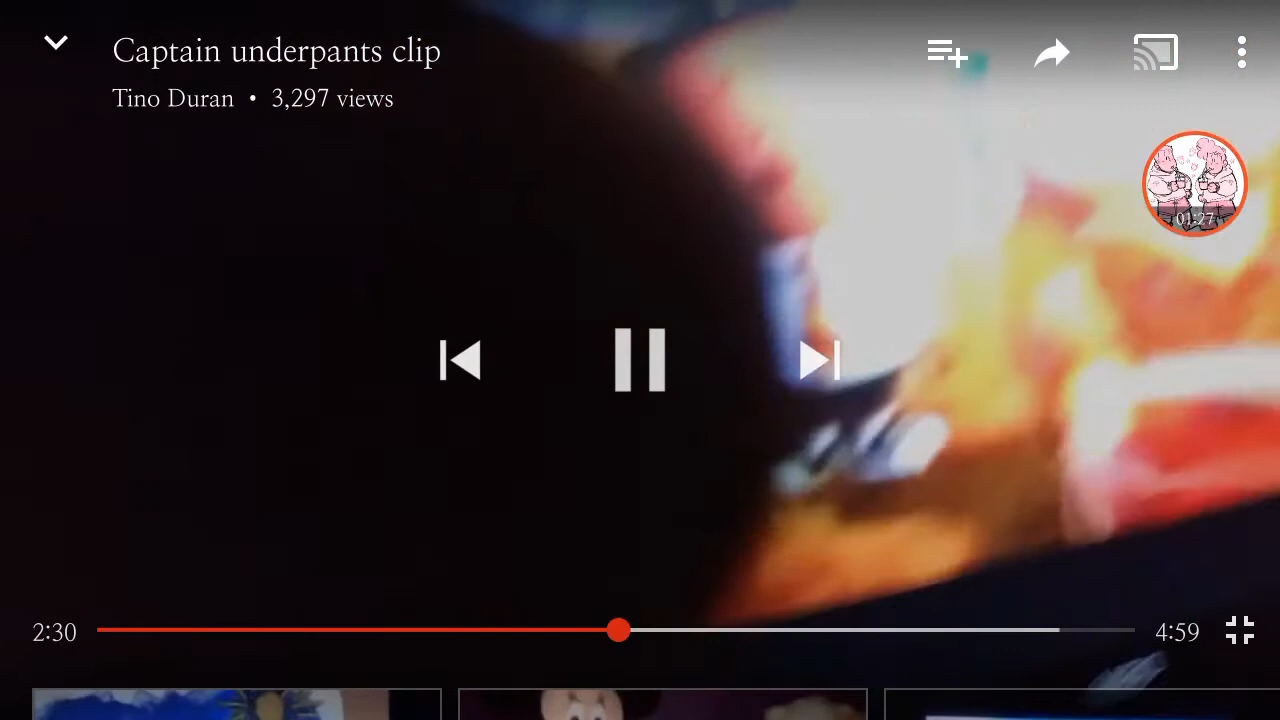 Captain underpants clip
Tino Duran • 3,297 views
01:27
2:30
4:59